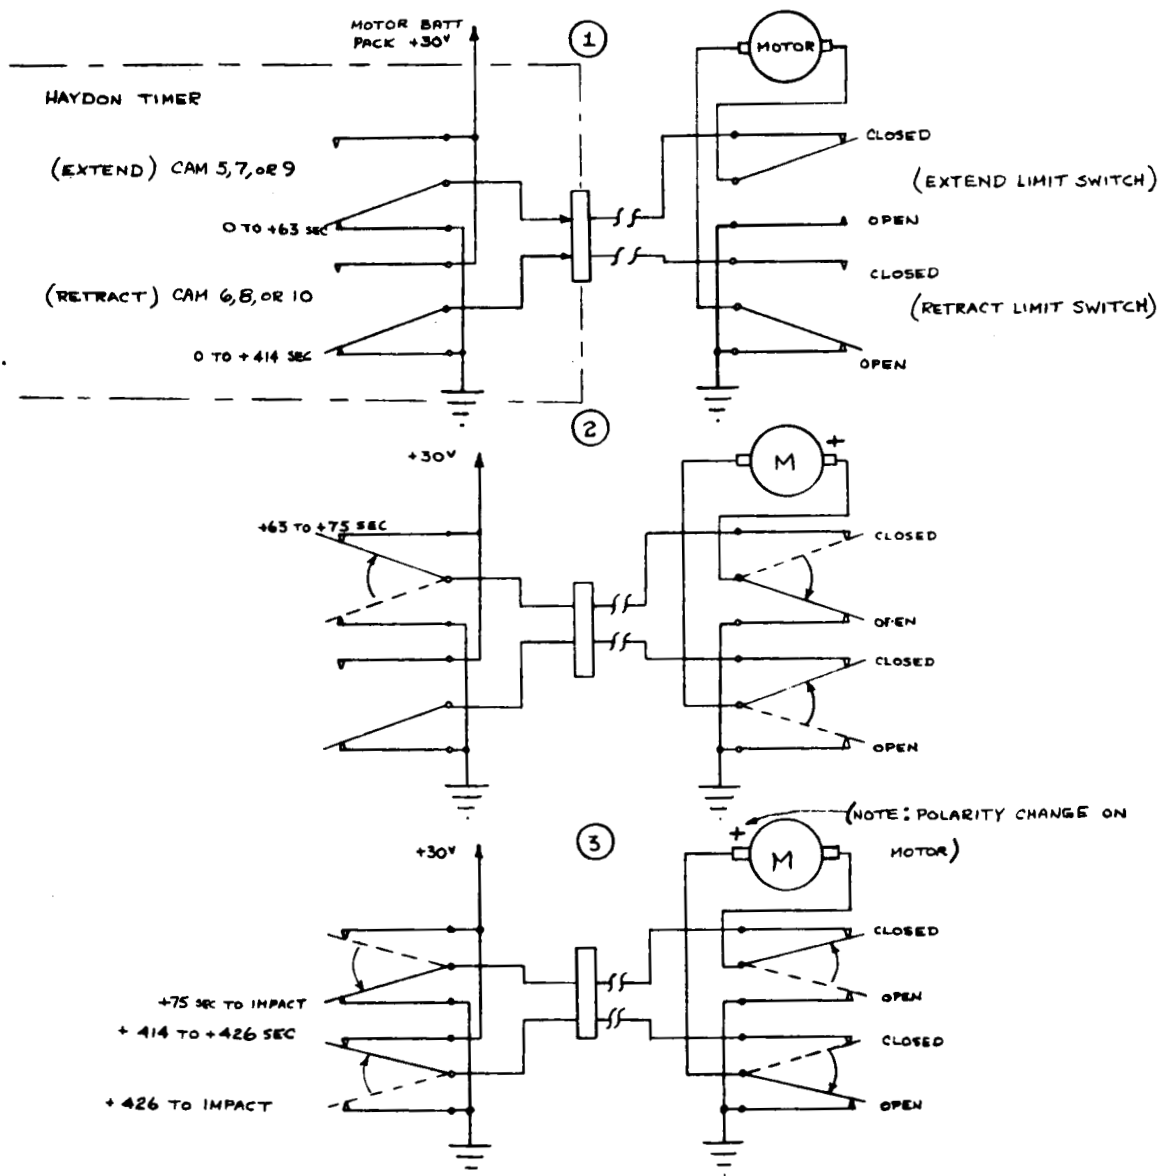 MOTOR BATT
PACK +30V
1
MOTOR
HAYDON TIMER
CLOSED
(EXTEND) CAM 5,7, OR 9
(EXTEND LIMIT SWITCH)
0 TO +63 SEC
OPEN
CLOSED
(RETRACT) CAM 6,8, OR 10
(RETRACT LIMIT SWITCH)
0 TO +414 SEC
OPEN
2
+30V
M
+
+63 TO +75 SEC
CLOSED
OPEN
CLOSED
OPEN
3
+30V
+
M
(NOTE: POLARITY CHANGE ON
MOTOR)
CLOSED
+75 SEC TO IMPACT
OPEN
+ 414 TO +426 SEC
CLOSED
+ 426 TO IMPACT
OPEN